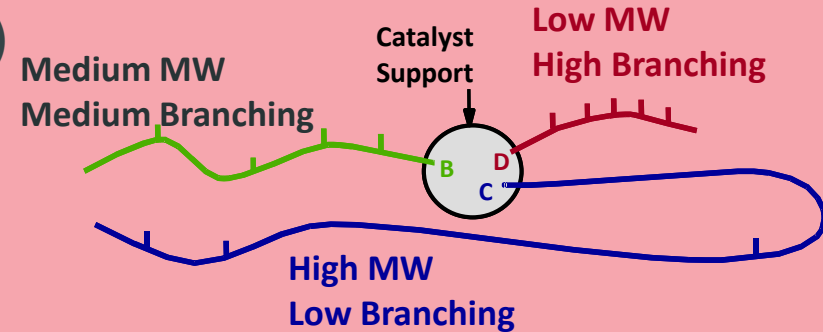 Medium MW
Medium Branching
Catalyst
Support
Low MW
High Branching
B
D
C
High MW
Low Branching